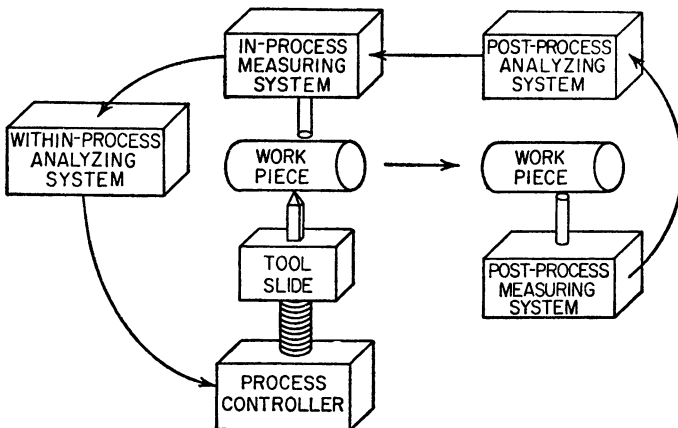 IN-PROCESS
MEASURING
SYSTEM
POST-PROCESS
ANALYZING
SYSTEM
WITHIN-PROCESS
ANALYZING
SYSTEM
WORK
PIECE
WORK
PIECE
TOOL
SLIDE
POST-PROCESS
MEASURING
SYSTEM
PROCESS
CONTROLLER